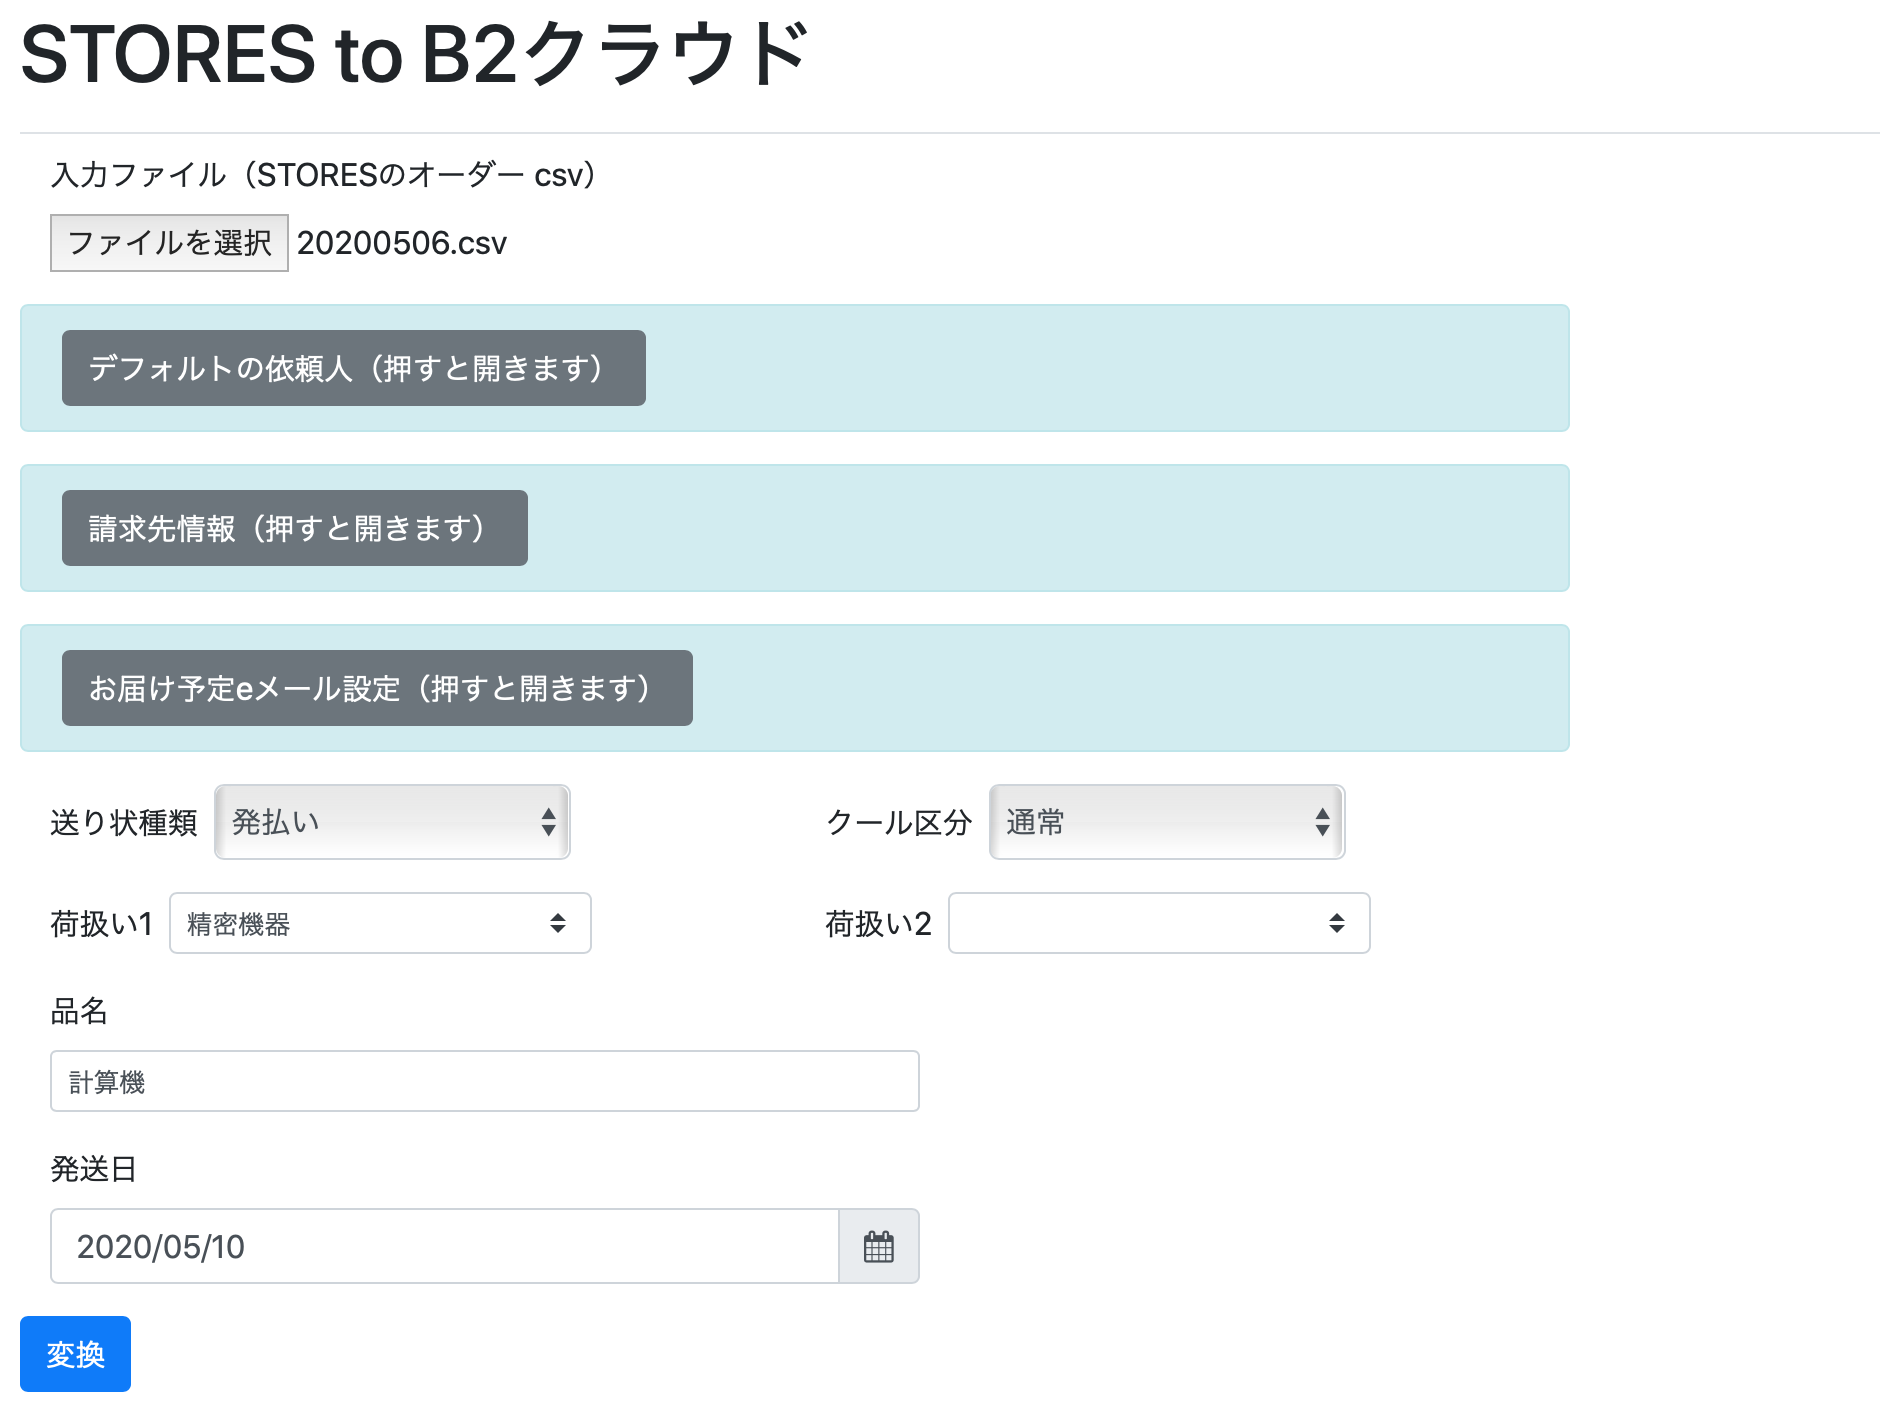 STORES to B2クラウド
入力ファイル（STORESのオーダー csv）
ファイルを選択 20200506.csv
デフォルトの依頼人（押すと開きます）
請求先情報（押すと開きます）
お届け予定eメール設定（押すと開きます）
送り状種類 発払い クール区分 通常
荷扱い1 精密機器 荷扱い2
品名
計算機
発送日
2020/05/10
変換